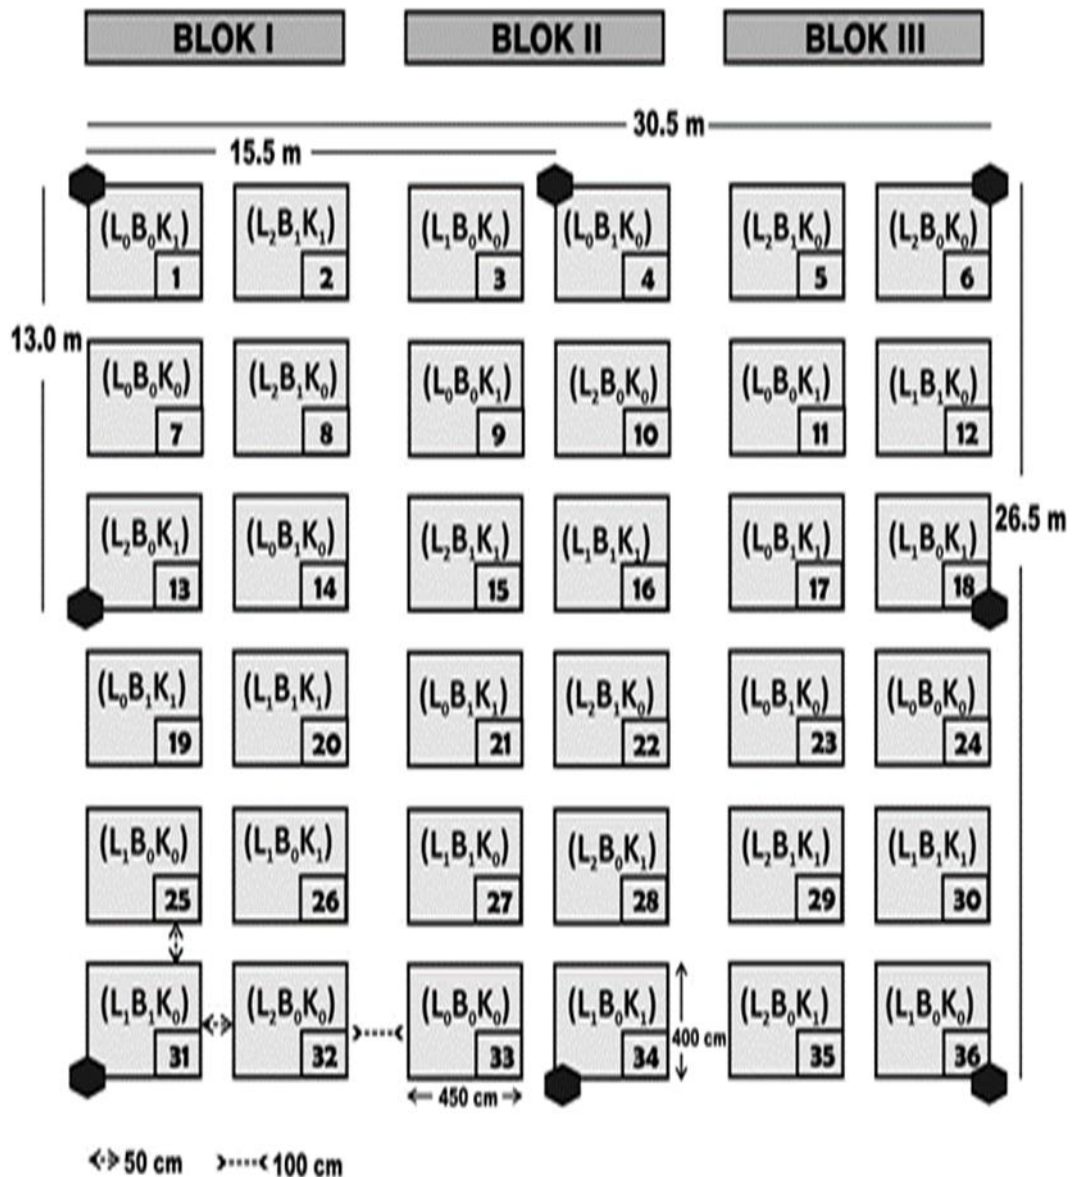 BLOK I BLOK II BLOK III
30.5 m
15.5 m
(L₀B₀K₁) (L₂B₁K₁) (L₁B₀K₀) (L₀B₁K₀) (L₂B₁K₀) (L₂B₀K₀)
1 2 3 4 5 6
13.0 m
(L₀B₀K₀) (L₂B₁K₀) (L₀B₀K₁) (L₂B₀K₀) (L₀B₀K₁) (L₁B₁K₀)
7 8 9 10 11 12
26.5 m
(L₂B₀K₁) (L₀B₁K₀) (L₂B₁K₁) (L₁B₁K₁) (L₀B₁K₁) (L₁B₀K₁)
13 14 15 16 17 18
(L₀B₁K₁) (L₁B₁K₁) (L₀B₁K₁) (L₂B₁K₀) (L₀B₁K₀) (L₀B₀K₀)
19 20 21 22 23 24
(L₁B₀K₀) (L₁B₀K₁) (L₁B₁K₀) (L₂B₀K₁) (L₂B₁K₁) (L₁B₁K₁)
25 26 27 28 29 30
(L₁B₁K₀) (L₂B₀K₀) (L₀B₀K₀) (L₁B₀K₁) (L₂B₀K₁) (L₁B₀K₀)
400 cm
31 32 33 34 35 36
450 cm
50 cm 100 cm